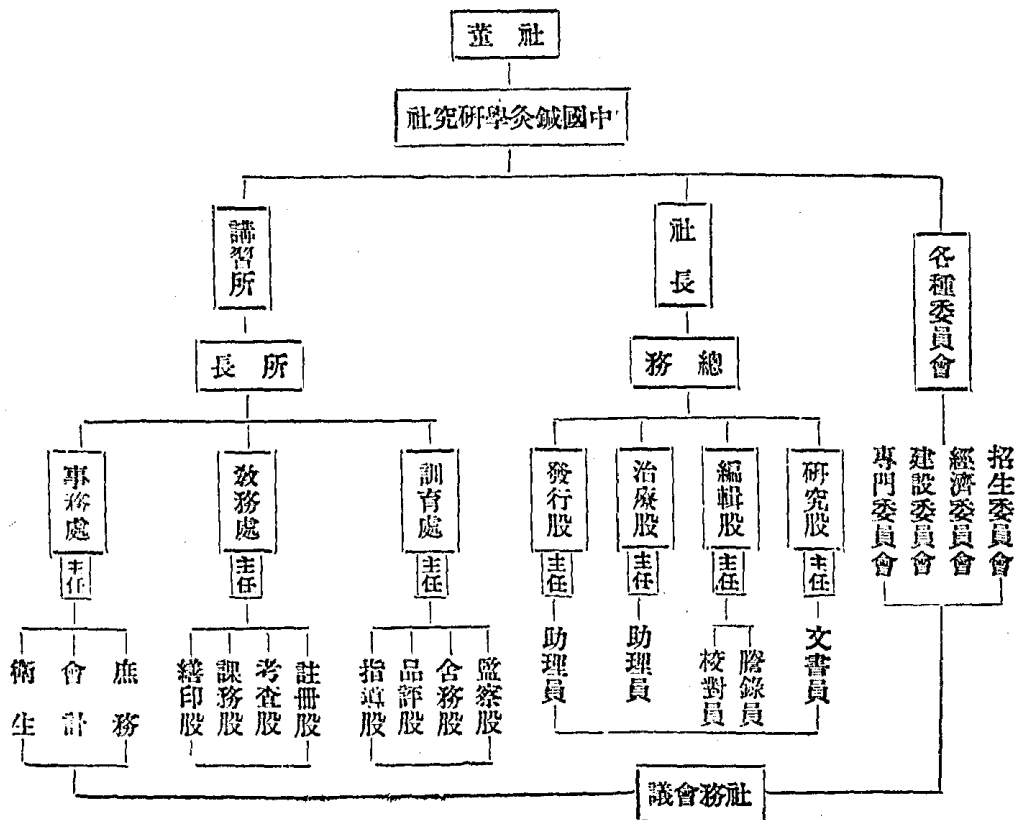 社董
中國鍼灸學研究社
各種委員會
招生委員會
經濟委員會
建設委員會
專門委員會
社長
總務
研究股
主任
文書員
編輯股
主任
謄錄員
校對員
治療股
主任
助理員
發行股
主任
助理員
講習所
所長
訓育處
主任
監察股
舍務股
品評股
指導股
教務處
主任
註冊股
考查股
課務股
繕印股
事務處
主任
庶務
會計
衛生
社務會議